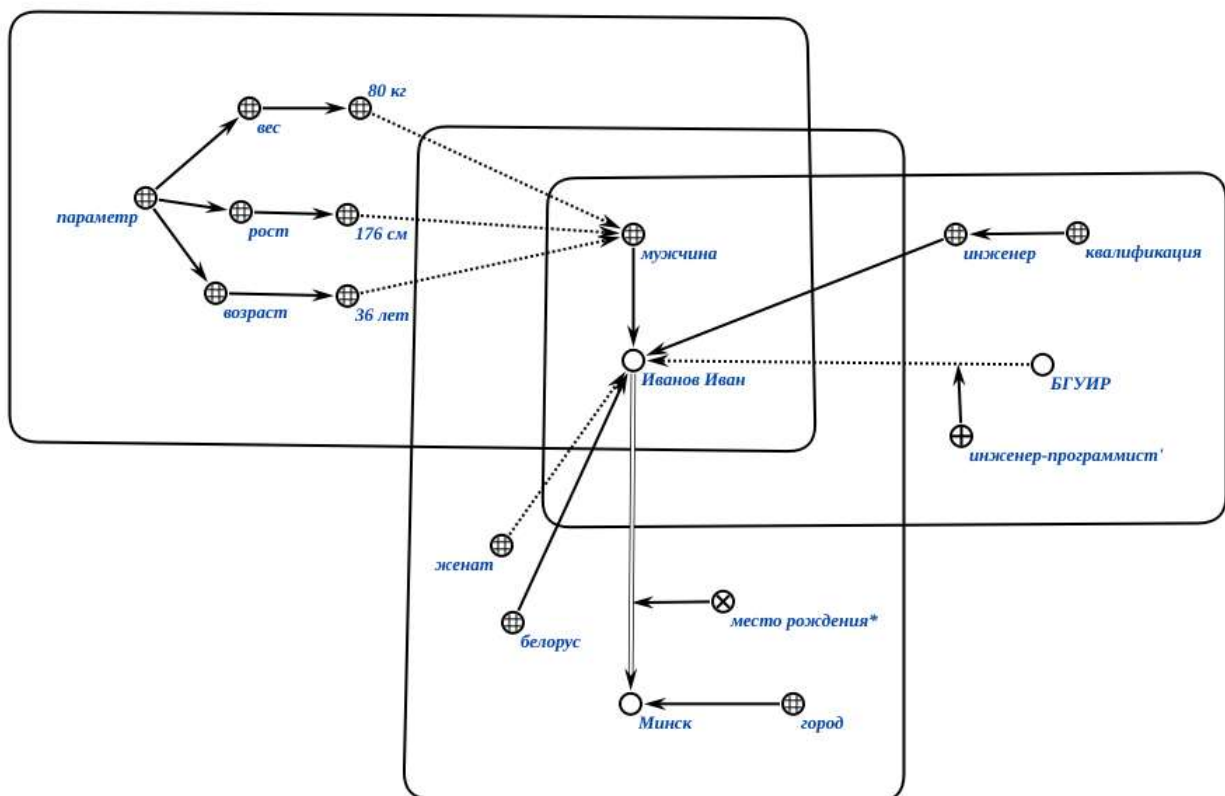 80 кг
вес
параметр
рост
176 см
возраст
36 лет
мужчина
инженер
квалификация
Иванов Иван
БГУИР
инженер-программист'
женат
белорус
место рождения*
Минск
город